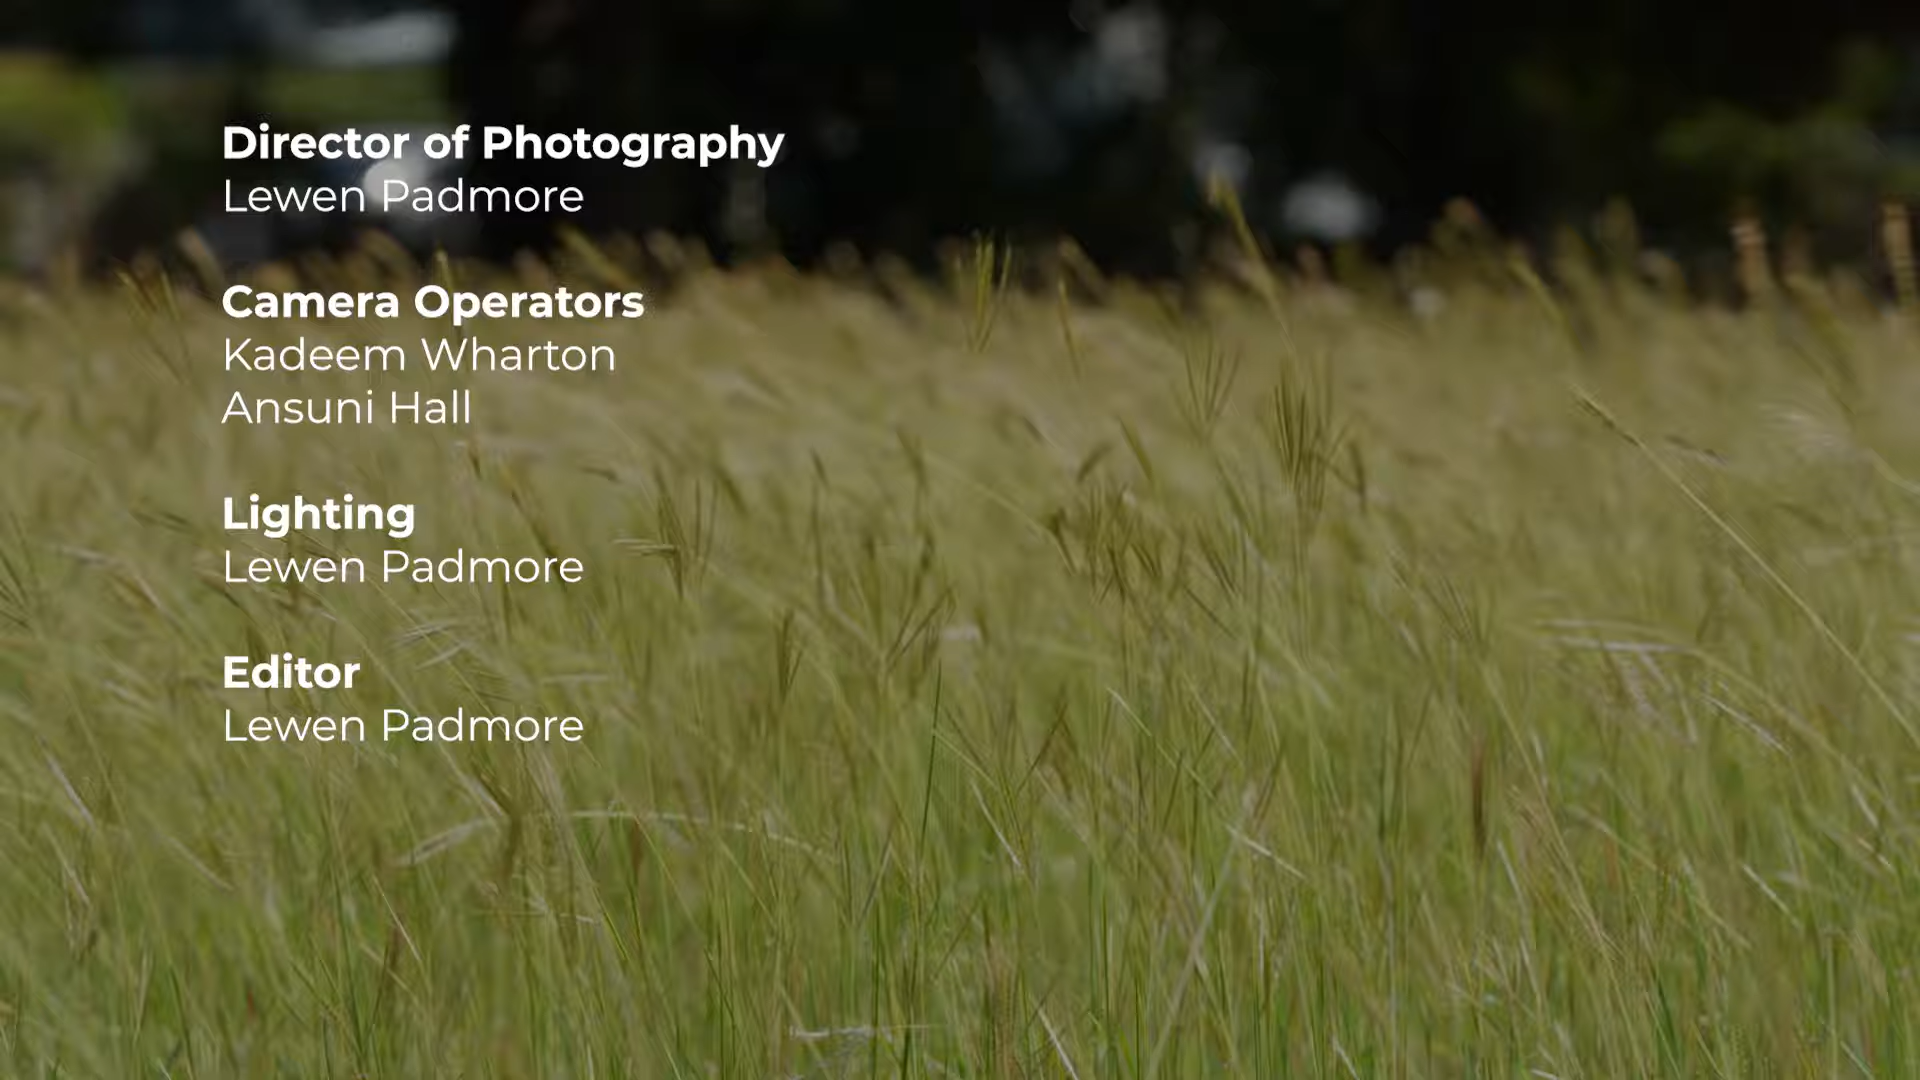 Director of Photography
Lewen Padmore
Camera Operators
Kadeem Wharton
Ansuni Hall
Lighting
Lewen Padmore
Editor
Lewen Padmore